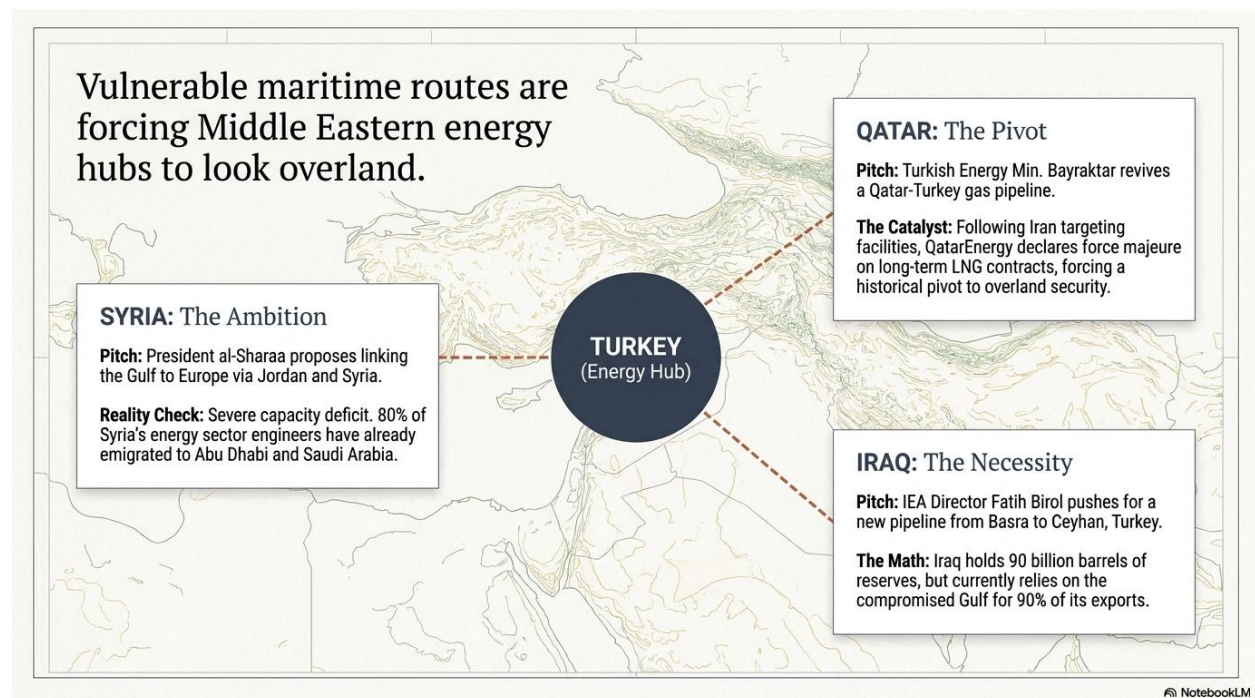 Vulnerable maritime routes are
forcing Middle Eastern energy
hubs to look overland.
QATAR: The Pivot
Pitch: Turkish Energy Min. Bayraktar revives
a Qatar-Turkey gas pipeline.
The Catalyst: Following Iran targeting
facilities, QatarEnergy declares force majeure
on long-term LNG contracts, forcing a
historical pivot to overland security.
SYRIA: The Ambition
Pitch: President al-Sharaa proposes linking
the Gulf to Europe via Jordan and Syria.
Reality Check: Severe capacity deficit. 80% of
Syria's energy sector engineers have already
emigrated to Abu Dhabi and Saudi Arabia.
TURKEY
(Energy Hub)
IRAQ: The Necessity
Pitch: IEA Director Fatih Birol pushes for a
new pipeline from Basra to Ceyhan, Turkey.
The Math: Iraq holds 90 billion barrels of
reserves, but currently relies on the
compromised Gulf for 90% of its exports.
NotebookLM